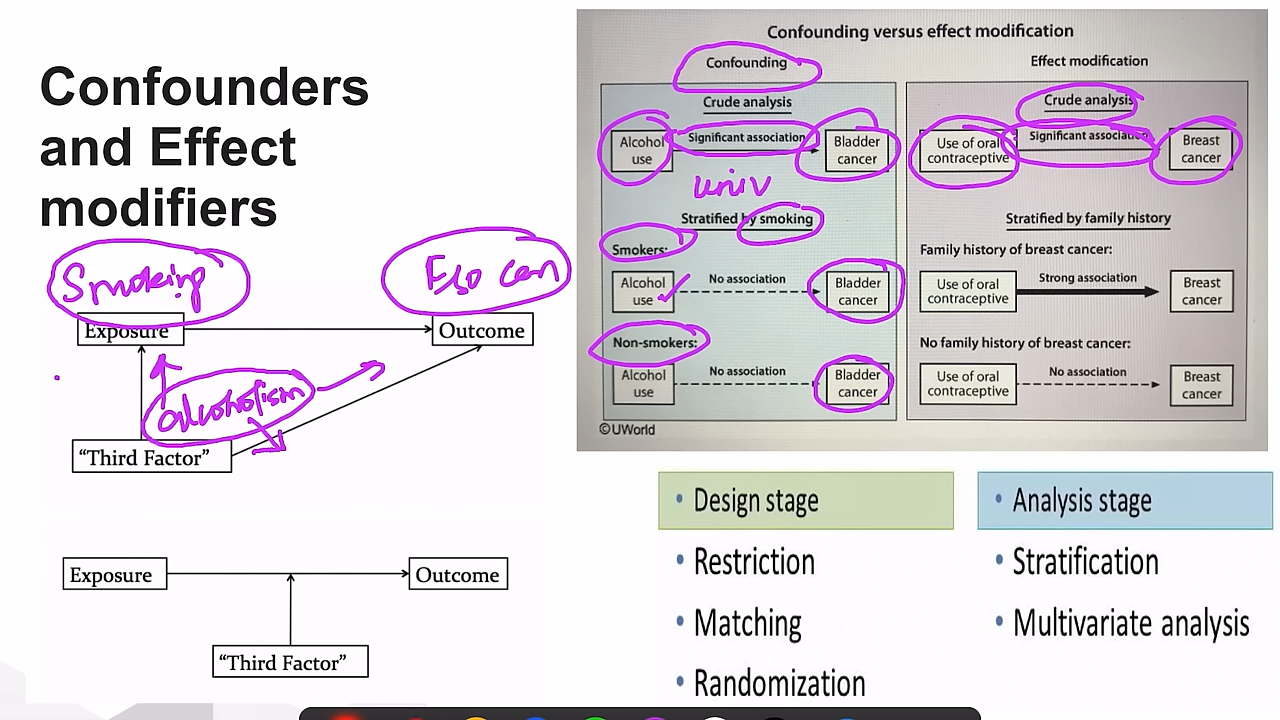 Confounders
and Effect
modifiers
Smoking
Eso can
Exposure
Outcome
alcoholism
"Third Factor"
Exposure
Outcome
"Third Factor"
Confounding versus effect modification
Confounding
Crude analysis
Alcohol
use
Significant association
Bladder
cancer
univ
Stratified by smoking
Smokers:
Alcohol
use
No association
Bladder
cancer
Non-smokers:
Alcohol
use
No association
Bladder
cancer
©UWorld
Effect modification
Crude analysis
Use of oral
contraceptive
Significant association
Breast
cancer
Stratified by family history
Family history of breast cancer:
Use of oral
contraceptive
Strong association
Breast
cancer
No family history of breast cancer:
Use of oral
contraceptive
No association
Breast
cancer
• Design stage
• Restriction
• Matching
• Randomization
• Analysis stage
• Stratification
• Multivariate analysis